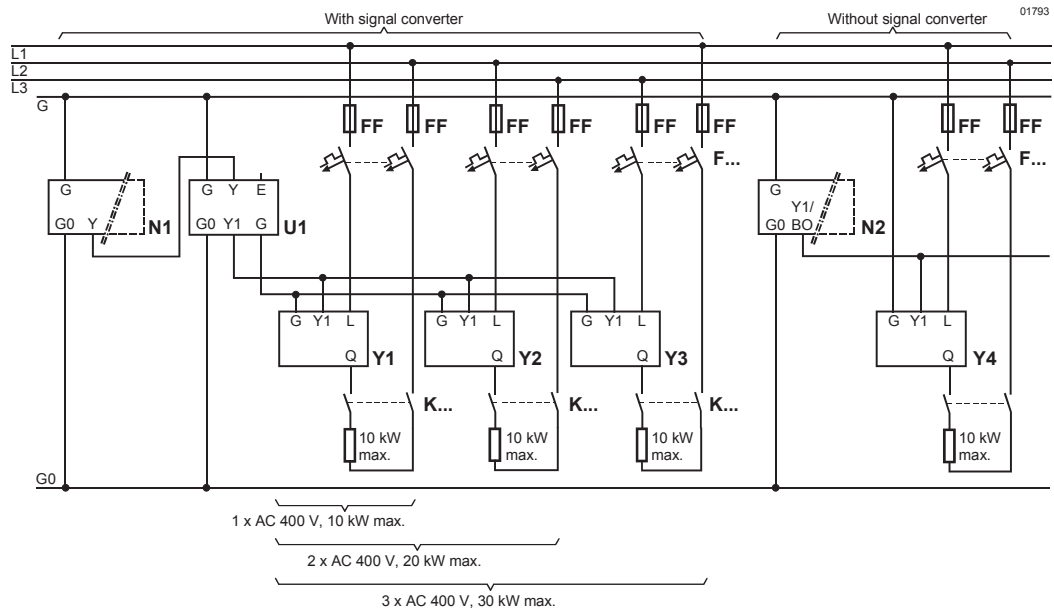 With signal converter
Without signal converter
01793
L1
L2
L3
G
FF FF FF FF FF FF FF FF
F... F...
G
G Y E
G
G0 Y
N1
G0 Y1 G
U1
Y1/
G0 BO
N2
G Y1 L
G Y1 L
G Y1 L
G Y1 L
Q
Y1
Q
Y2
Q
Y3
Q
Y4
K... K... K...
10 kW
max.
10 kW
max.
10 kW
max.
10 kW
max.
G0
1 x AC 400 V, 10 kW max.
2 x AC 400 V, 20 kW max.
3 x AC 400 V, 30 kW max.